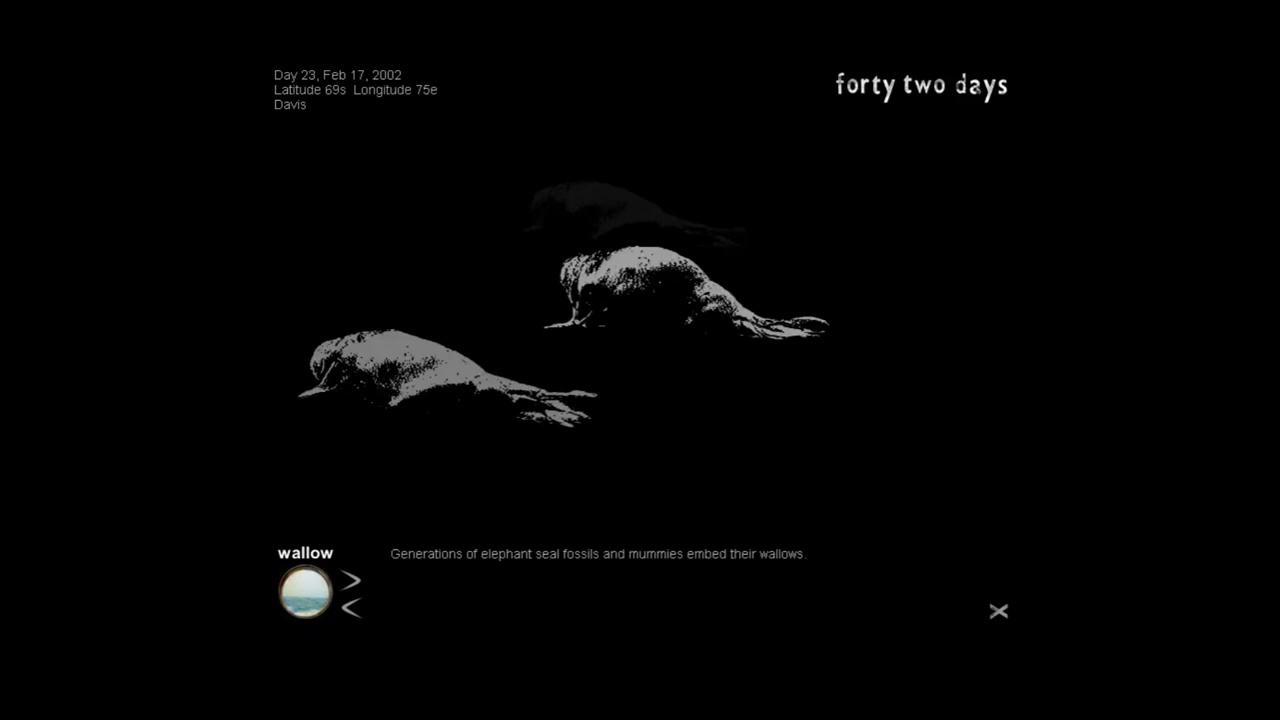 Day 23, Feb 17, 2002
Latitude 69s  Longitude 75e
Davis
forty two days
wallow
Generations of elephant seal fossils and mummies embed their wallows.